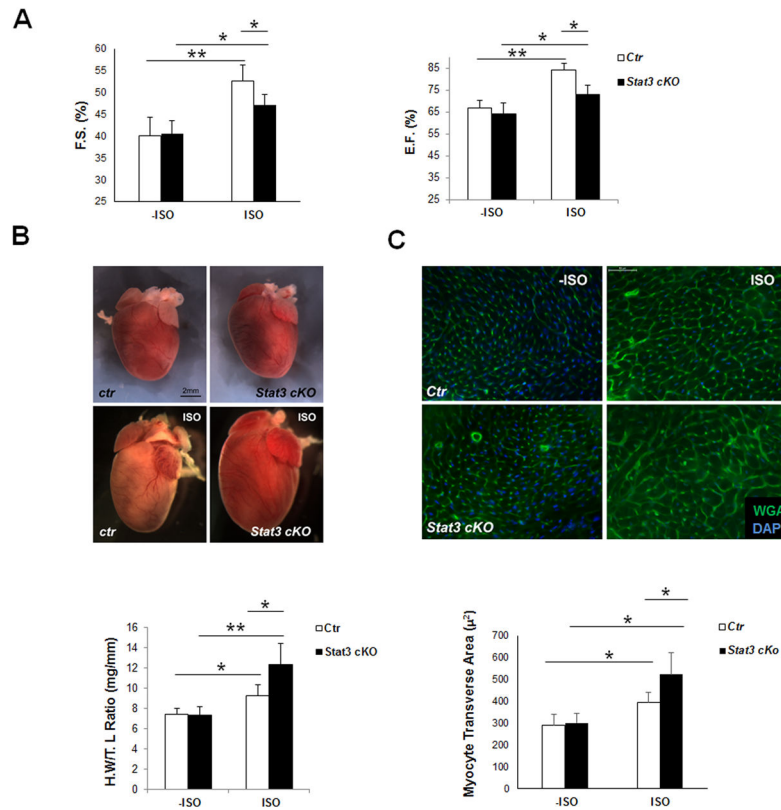 A
**
*
*
F.S. (%)
60
55
50
45
40
35
30
25
-ISO
ISO
**
*
*
E.F. (%)
85
75
65
55
45
35
25
-ISO
ISO
Ctr
Stat3 cKO
B
ctr
2mm
Stat3 cKO
ISO
ctr
ISO
Stat3 cKO
C
-ISO
ISO
Ctr
Stat3 cKO
WGA
DAP
H.W/T. L Ratio (mg/mm)
16
14
12
10
8
6
4
2
0
*
**
*
-ISO
ISO
Ctr
Stat3 cKO
Myocyte Transverse Area (µ²)
700
600
500
400
300
200
100
0
*
*
*
-ISO
ISO
Ctr
Stat3 cKo